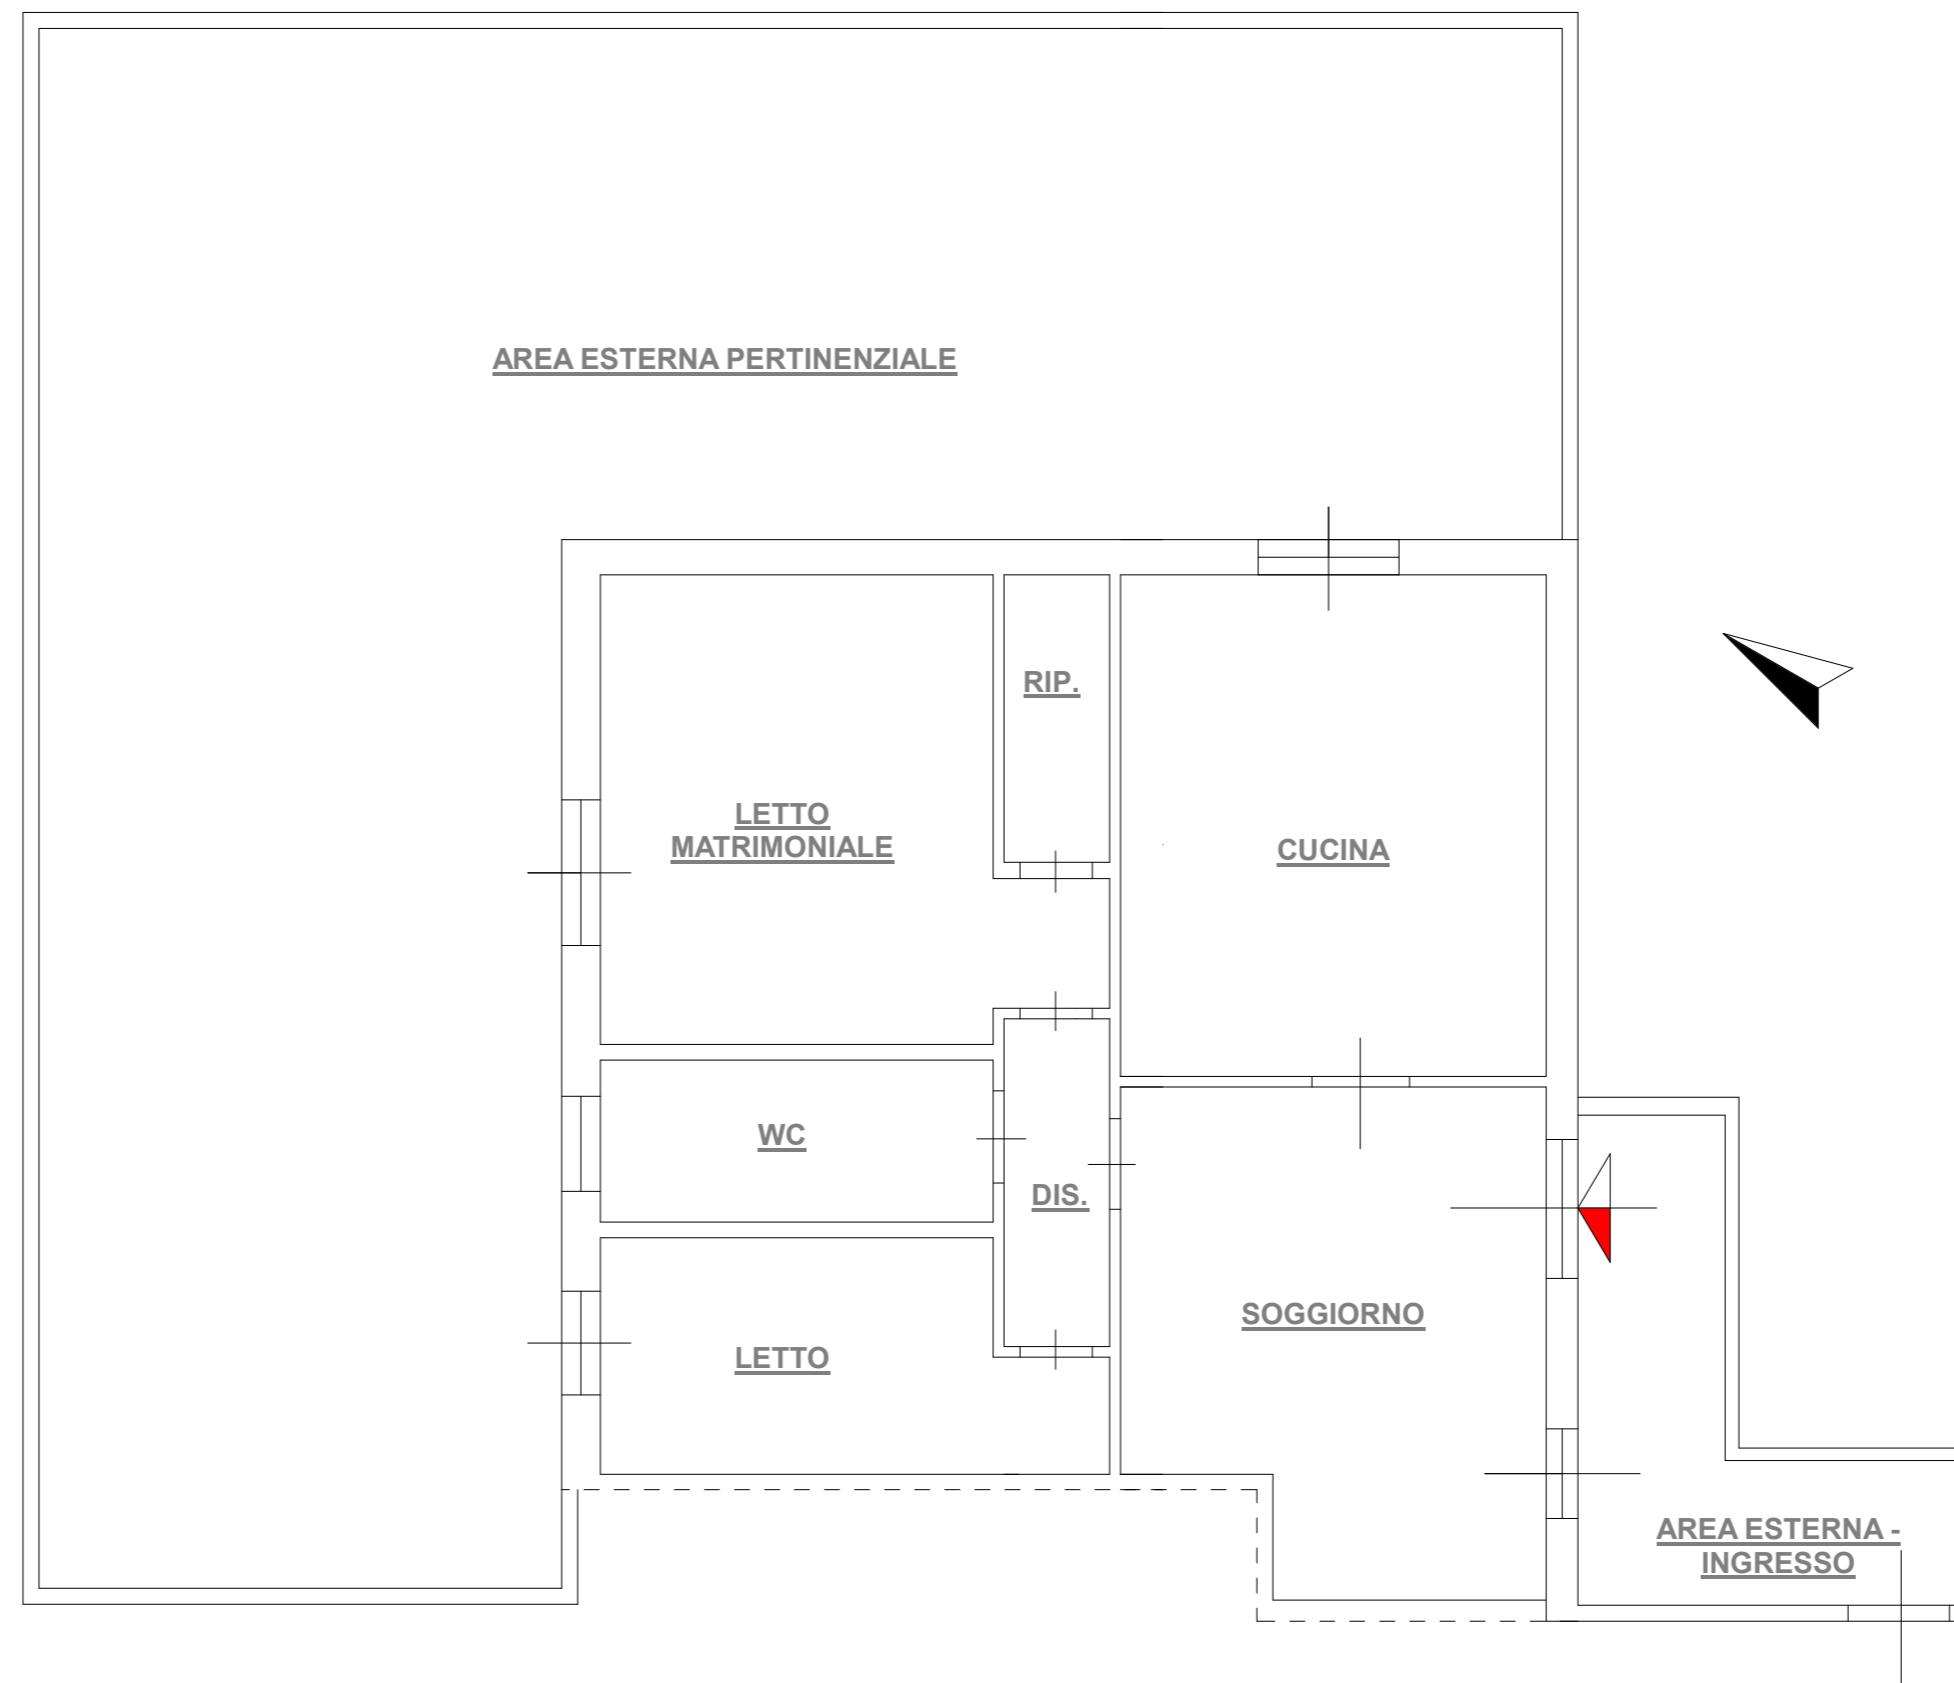 AREA ESTERNA PERTINENZIALE
RIP.
LETTO
MATRIMONIALE
CUCINA
WC
DIS.
SOGGIORNO
LETTO
AREA ESTERNA -
INGRESSO